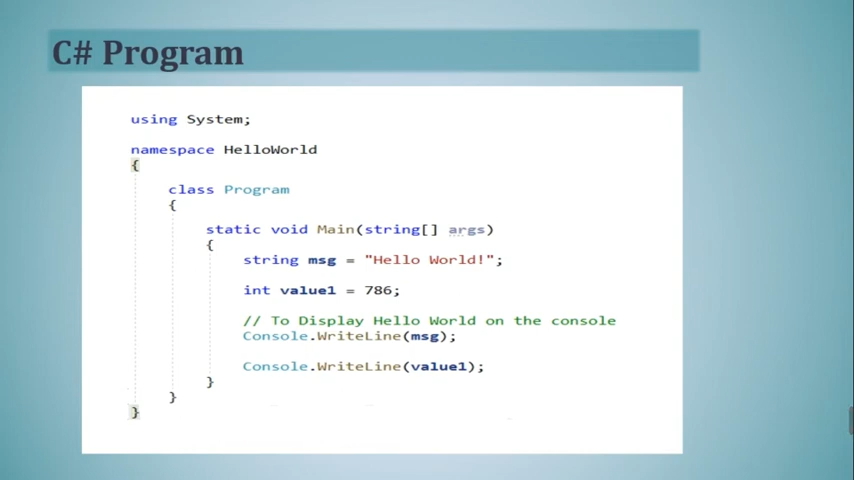 C# Program
using System;
namespace HelloWorld
{
class Program
{
static void Main(string[] args)
{
string msg = "Hello World!";
int value1 = 786;
// To Display Hello World on the console
Console.WriteLine(msg);
Console.WriteLine(value1);
}
}
}